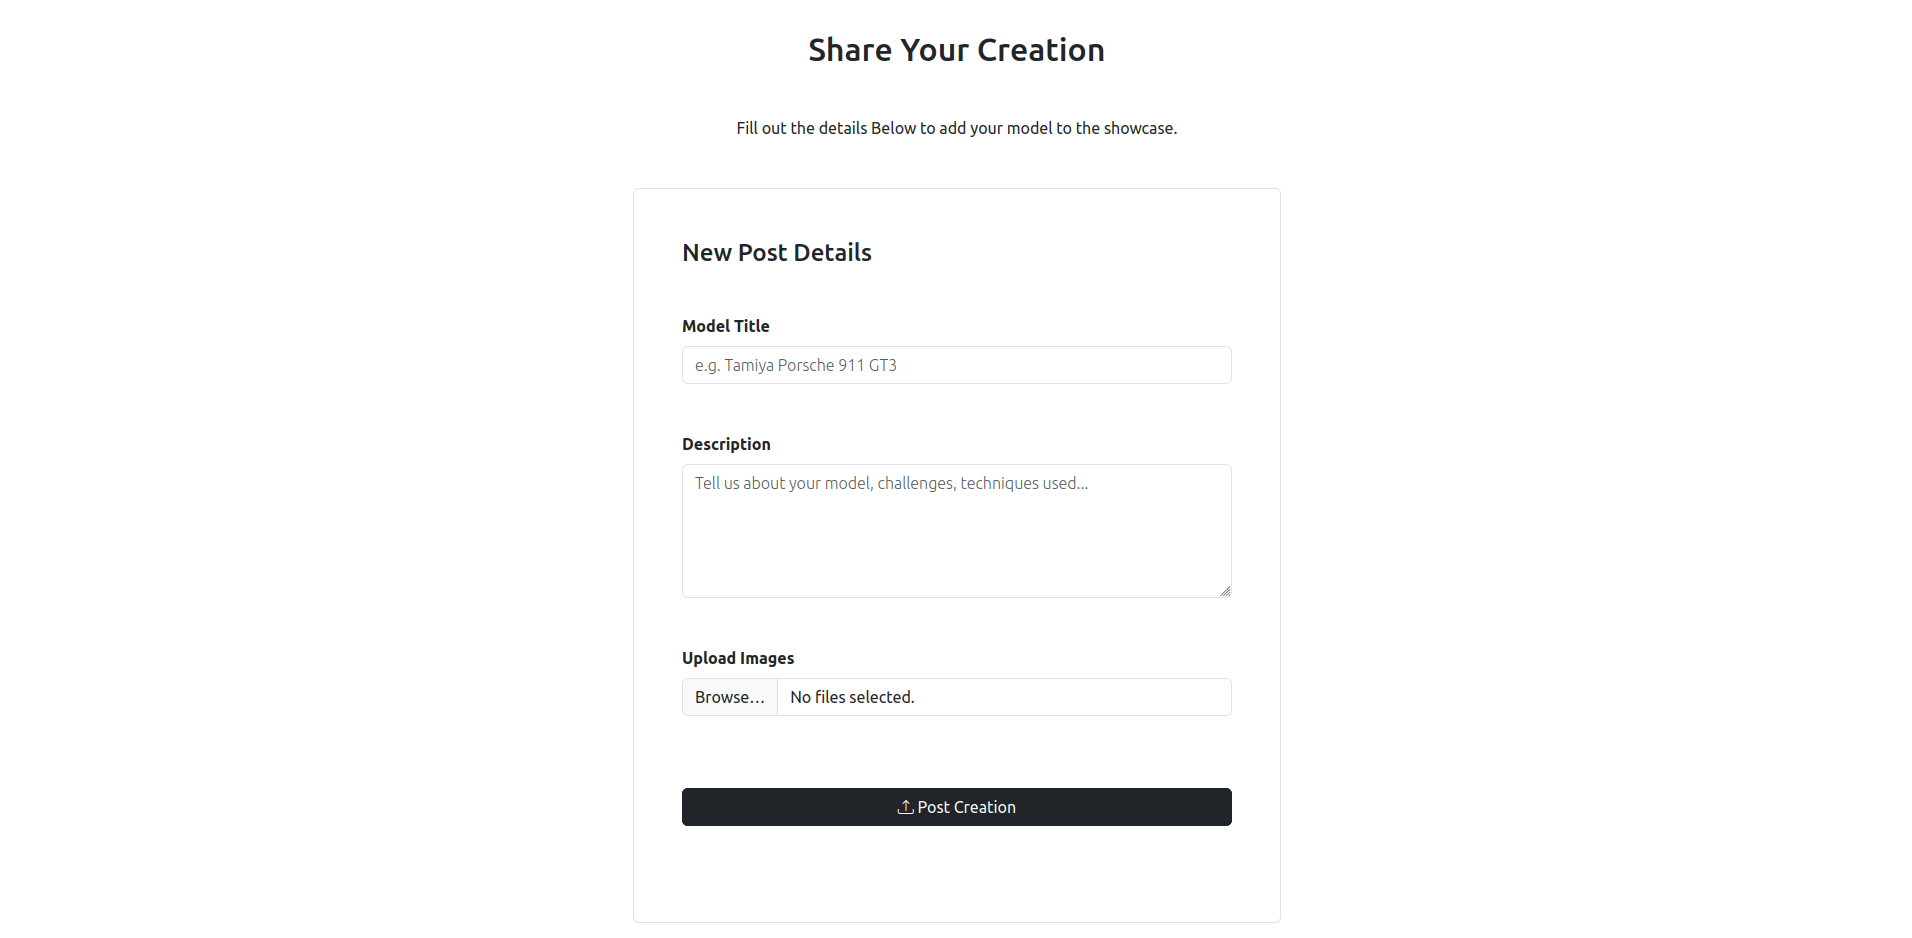 Share Your Creation
Fill out the details Below to add your model to the showcase.
New Post Details
Model Title
e.g. Tamiya Porsche 911 GT3
Description
Tell us about your model, challenges, techniques used...
Upload Images
Browse... No files selected.
Post Creation